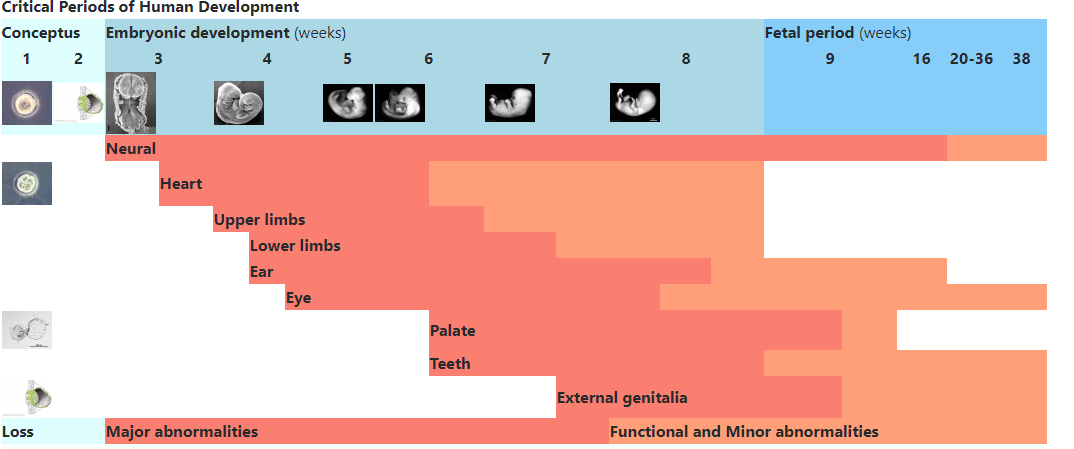 Critical Periods of Human Development
Conceptus Embryonic development (weeks) Fetal period (weeks)
1 2 3 4 5 6 7 8 9 16 20-36 38
Neural
Heart
Upper limbs
Lower limbs
Ear
Eye
Palate
Teeth
External genitalia
Loss Major abnormalities Functional and Minor abnormalities